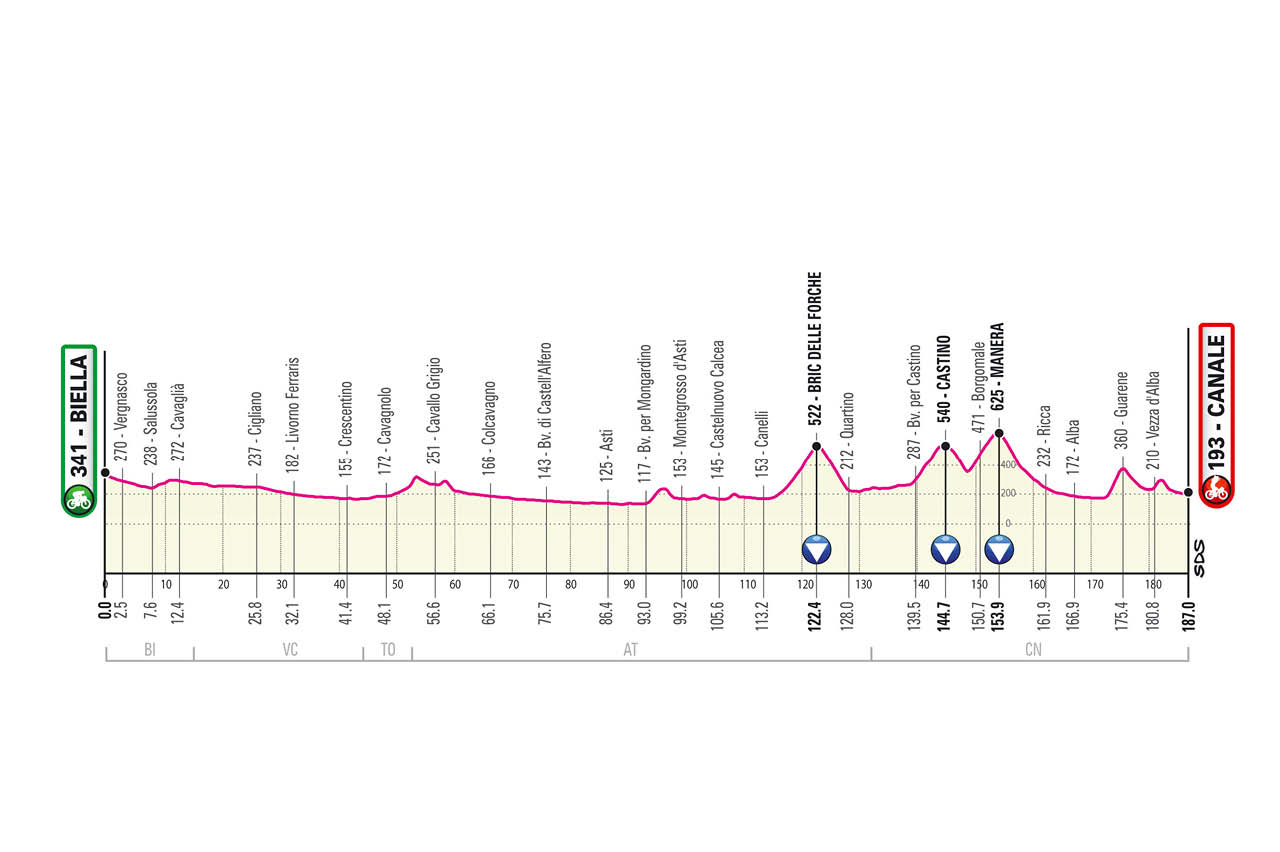 341 - BIELLA
270 - Vergnasco
238 - Salussola
272 - Cavaglià
237 - Cigliano
182 - Livorno Ferraris
155 - Crescentino
172 - Cavagnolo
251 - Cavallo Grigio
166 - Colcavagno
143 - Bv. di Castell'Alfero
125 - Asti
117 - Bv. per Mongardino
153 - Montegrosso d'Asti
145 - Castelnuovo Calcea
153 - Canelli
522 - BRIC DELLE FORCHE
212 - Quartino
287 - Bv. per Castino
540 - CASTINO
471 - Borgomale
625 - MANERA
232 - Ricca
172 - Alba
360 - Guarene
210 - Vezza d'Alba
193 - CANALE
400
200
0
SDS
0 10 20 30 40 50 60 70 80 90 100 110 120 130 140 150 160 170 180
0.0 2.5 7.6 12.4 25.8 32.1 41.4 48.1 56.6 66.1 75.7 86.4 93.0 99.2 105.6 113.2 122.4 128.0 139.5 144.7 150.7 153.9 161.9 166.9 175.4 180.8 187.0
BI VC TO AT CN